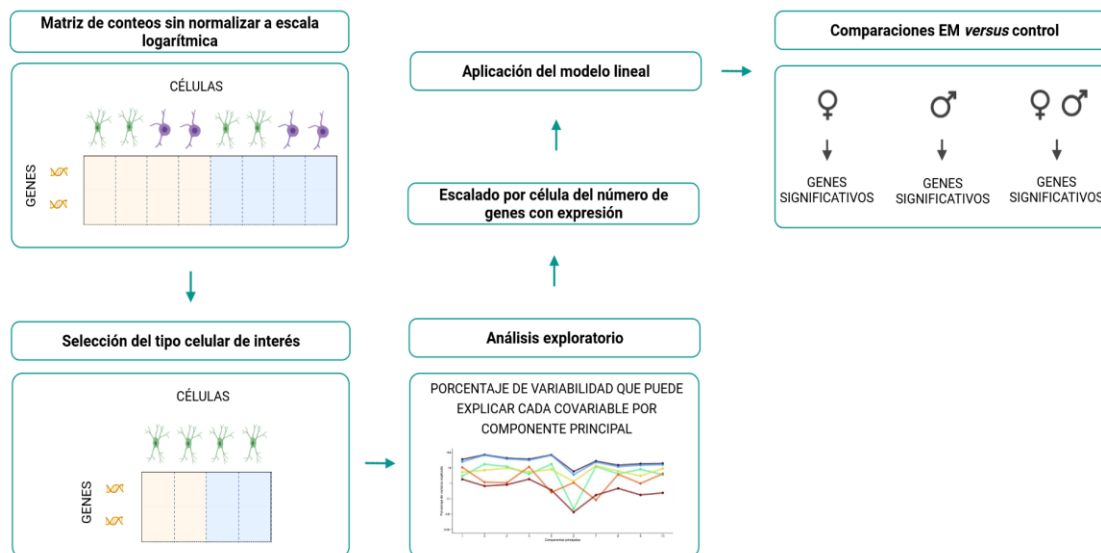 Matriz de conteos sin normalizar a escala
logarítmica
CÉLULAS
GENES
Selección del tipo celular de interés
CÉLULAS
GENES
Análisis exploratorio
PORCENTAJE DE VARIABILIDAD QUE PUEDE
EXPLICAR CADA COVARIABLE POR
COMPONENTE PRINCIPAL
Componentes principales
Escalado por célula del número de
genes con expresión
Aplicación del modelo lineal
Comparaciones EM versus control
GENES
SIGNIFICATIVOS
GENES
SIGNIFICATIVOS
GENES
SIGNIFICATIVOS